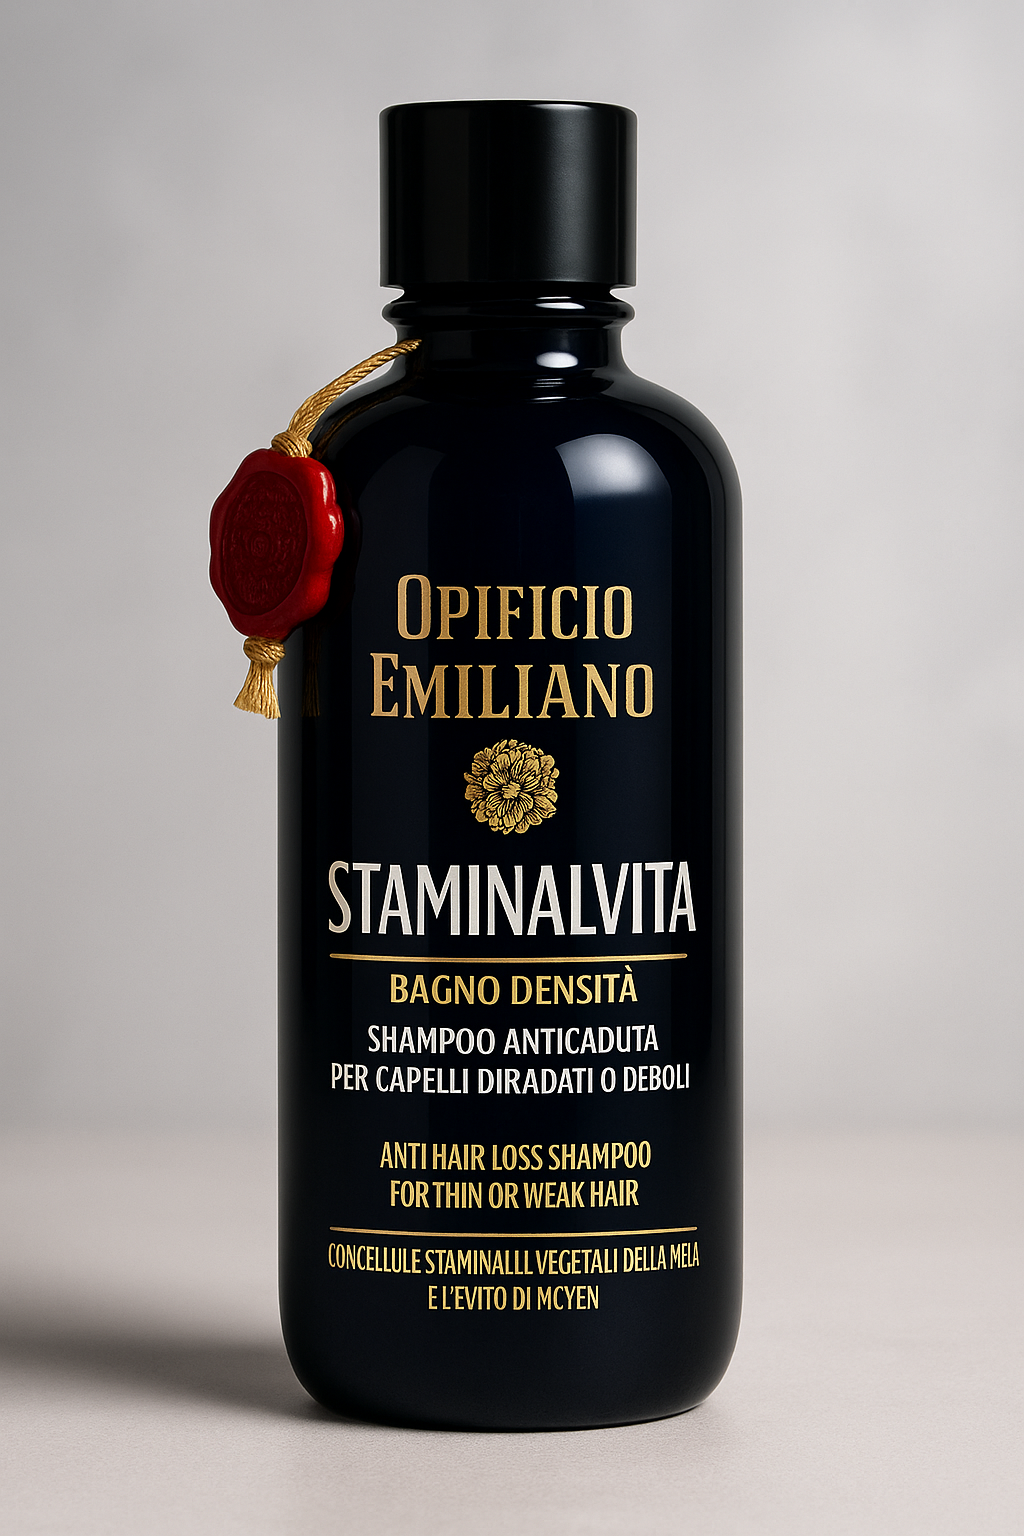 OPIFICIO
EMILIANO
STAMINALVITA
BAGNO DENSITÀ
SHAMPOO ANTICADUTA
PER CAPELLI DIRADATI O DEBOLI
ANTI HAIR LOSS SHAMPOO
FOR THIN OR WEAK HAIR
CONCELLULE STAMINALLL VEGETALI DELLA MELA
E L'EVITO DI MCYEN